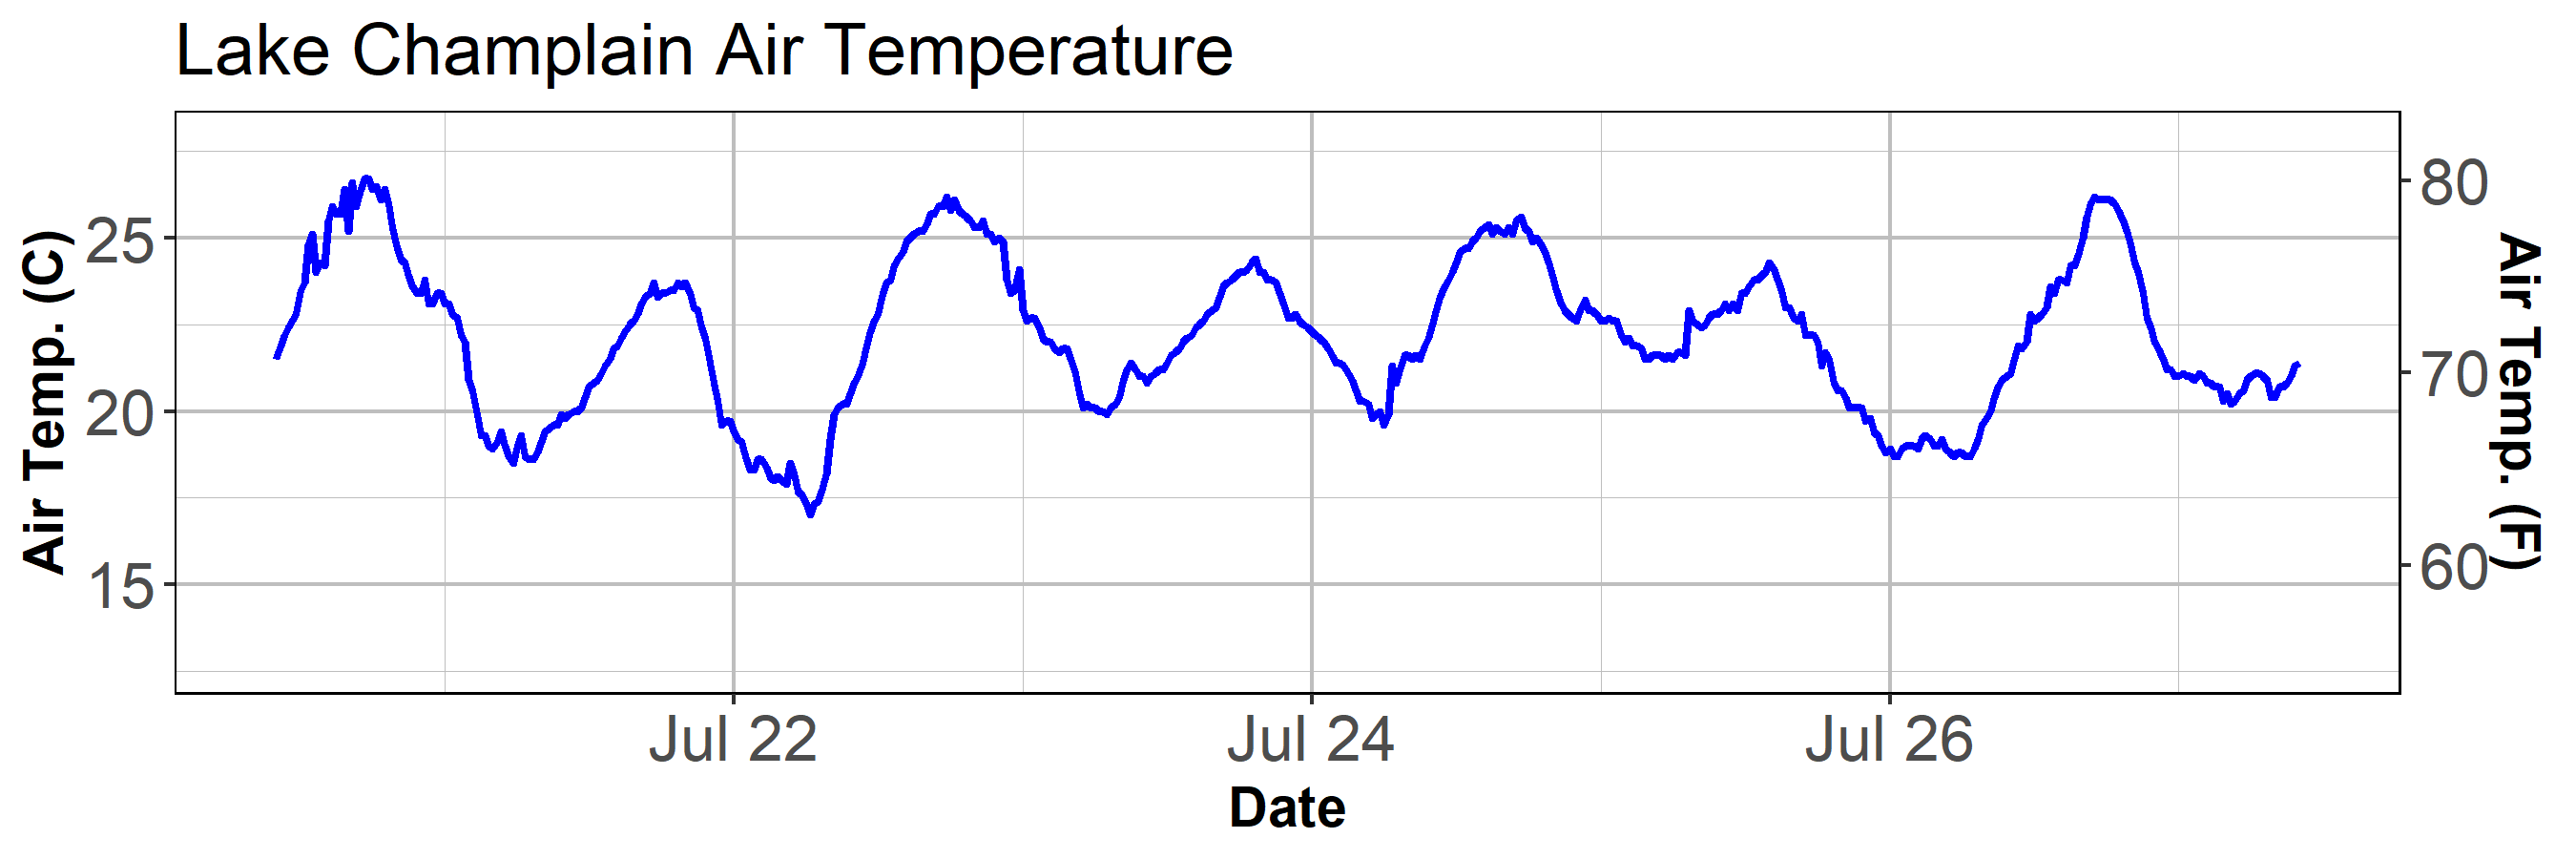 Lake Champlain Air Temperature
Air Temp. (C)
25
20
15
80
70
60
Air Temp. (F)
Jul 22
Jul 24
Jul 26
Date